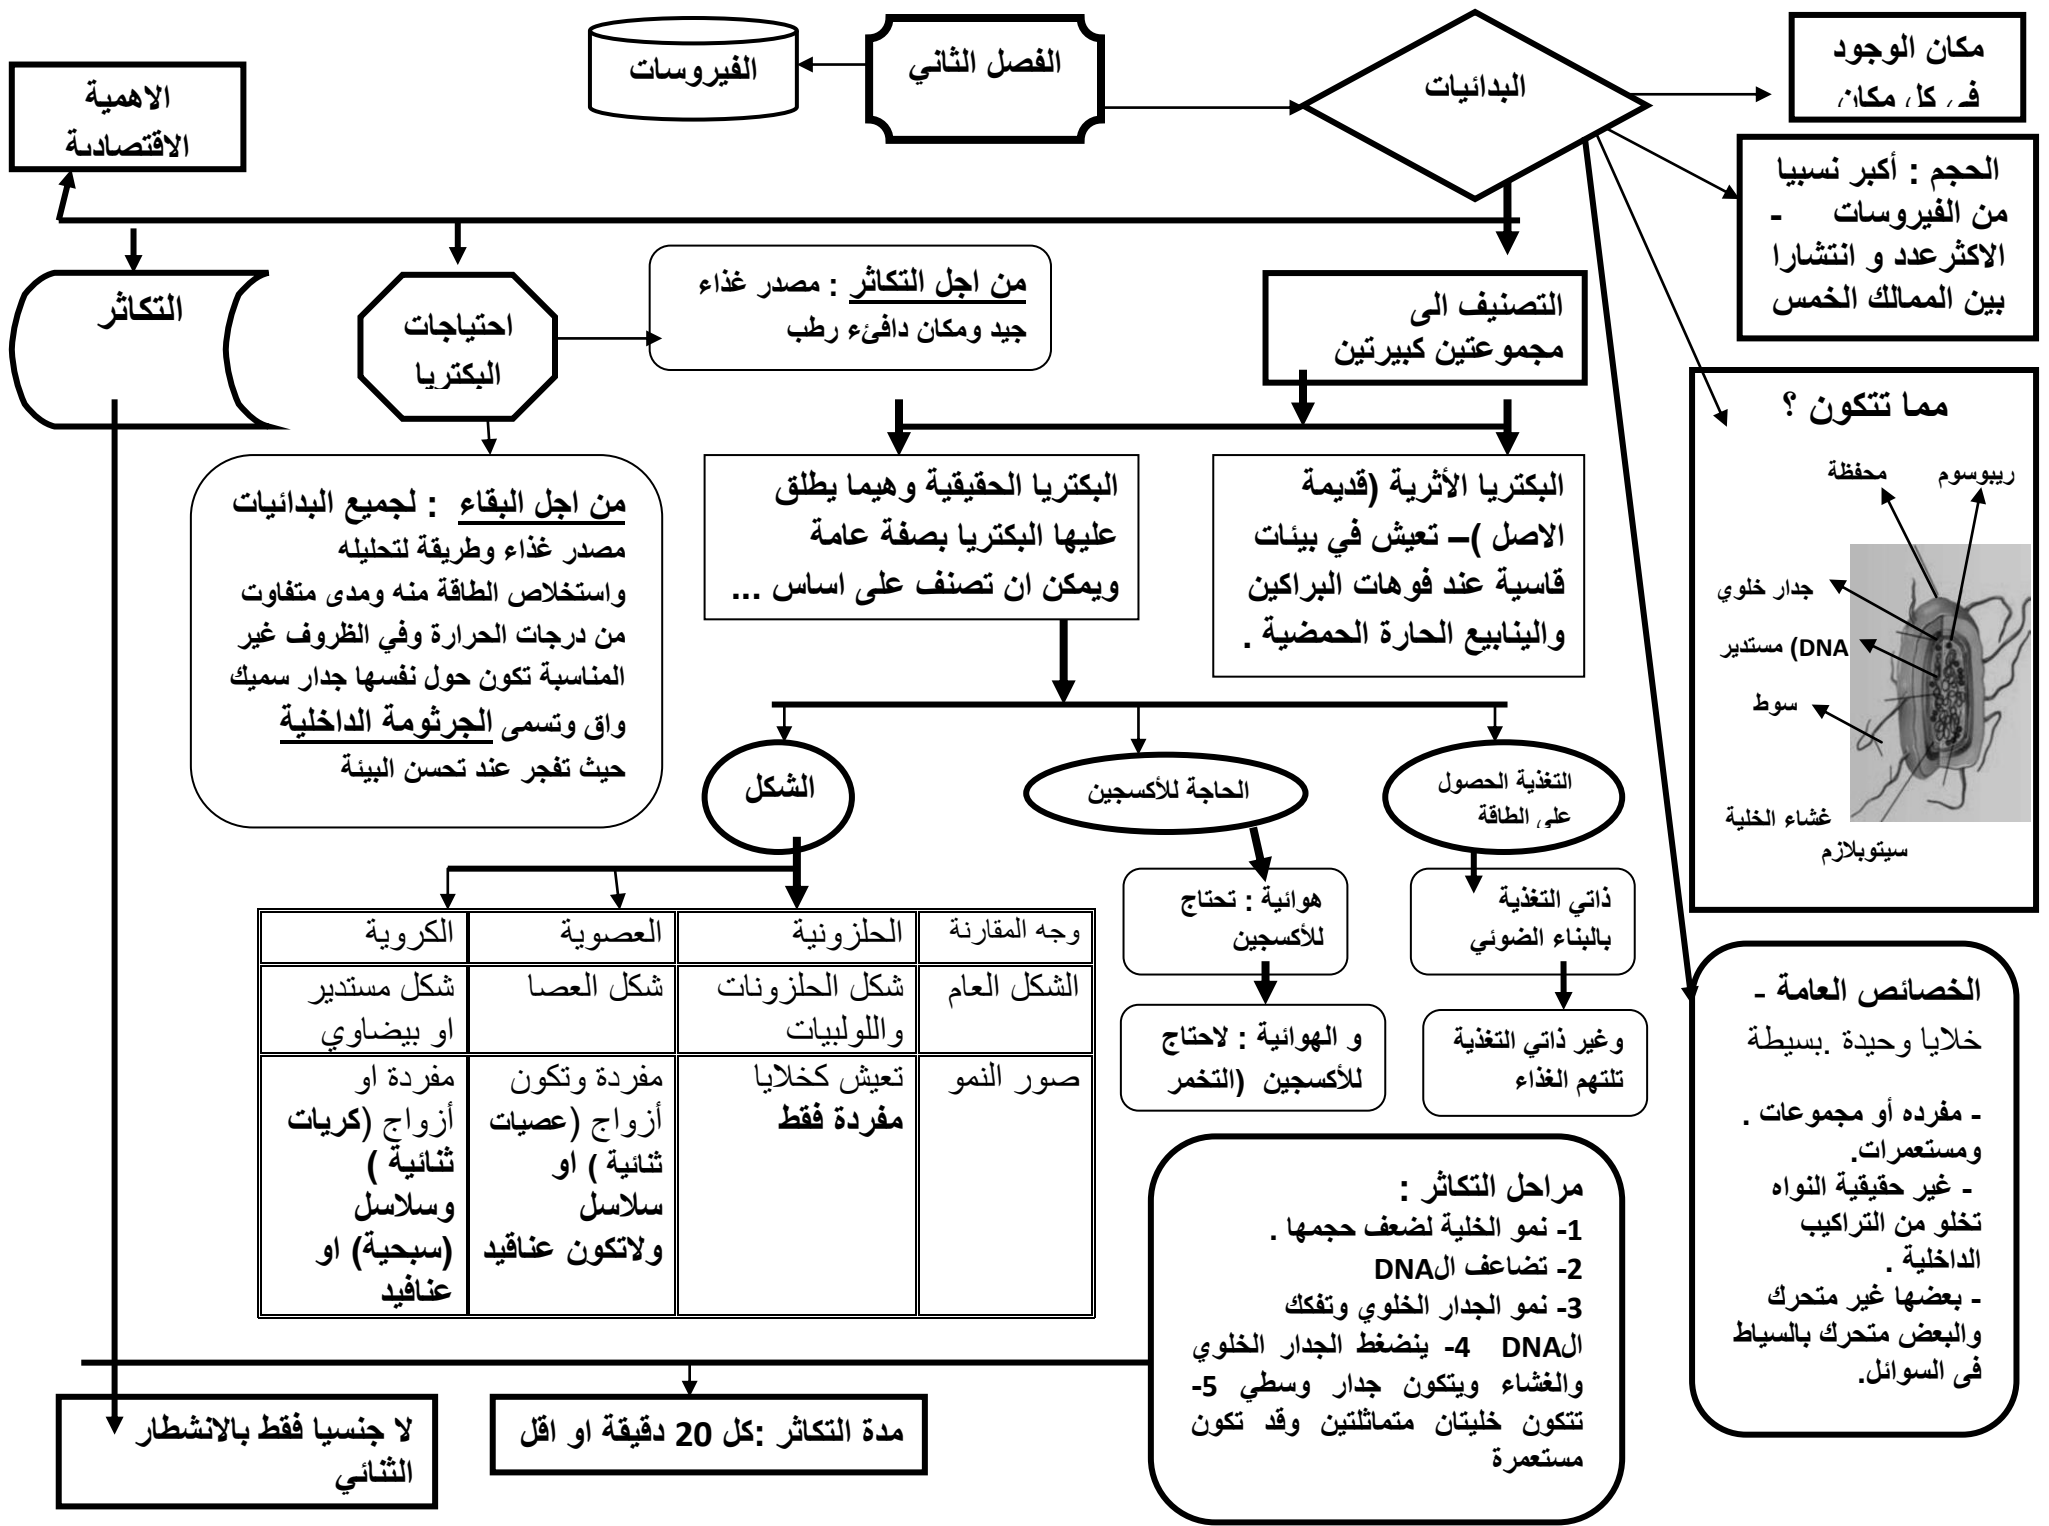 الفصل الثاني
الفيروسات
البدائيات
مكان الوجود
في كل مكان
الحجم : أكبر نسبيا
من الفيروسات -
الاكثرعدد و انتشارا
بين الممالك الخمس
الاهمية
الاقتصادية
التكاثر
احتياجات
البكتريا
من اجل التكاثر : مصدر غذاء
جيد ومكان دافئء رطب
التصنيف الى
مجموعتين كبيرتين
مما تتكون ؟
ريبوسوم
محفظة
جدار خلوي
DNA) مستدير
سوط
غشاء الخلية
سيتوبلازم
من اجل البقاء : لجميع البدائيات
مصدر غذاء وطريقة لتحليله
واستخلاص الطاقة منه ومدى متفاوت
من درجات الحرارة وفي الظروف غير
المناسبة تكون حول نفسها جدار سميك
واق وتسمى الجرثومة الداخلية
حيث تفجر عند تحسن البيئة
البكتريا الحقيقية وهيما يطلق
عليها البكتريا بصفة عامة
ويمكن ان تصنف على اساس ...
البكتريا الأثرية (قديمة
الاصل )– تعيش في بيئات
قاسية عند فوهات البراكين
والينابيع الحارة الحمضية .
الشكل
الحاجة للأكسجين
التغذية الحصول
على الطاقة
هوائية : تحتاج
للأكسجين
ذاتي التغذية
بالبناء الضوئي
و الهوائية : لاحتاج
للأكسجين (التخمر
وغير ذاتي التغذية
تلتهم الغذاء
وجه المقارنة
الحلزونية
العصوية
الكروية
الشكل العام
شكل الحلزونات
واللولبيات
شكل العصا
شكل مستدير
او بيضاوي
صور النمو
تعيش كخلايا
مفردة فقط
مفردة وتكون
أزواج (عصيات
ثنائية ) او
سلاسل
ولاتكون عناقيد
مفردة او
أزواج (كريات
ثنائية )
وسلاسل
(سبحية) او
عنافيد
الخصائص العامة -
خلايا وحيدة .بسيطة
- مفرده أو مجموعات .
ومستعمرات.
- غير حقيقية النواه
تخلو من التراكيب
الداخلية .
- بعضها غير متحرك
والبعض متحرك بالسياط
فى السوائل.
مراحل التكاثر :
1- نمو الخلية لضعف حجمها .
2- تضاعف الDNA
3- نمو الجدار الخلوي وتفكك
الDNA 4- ينضغط الجدار الخلوي
والغشاء ويتكون جدار وسطي 5-
تتكون خليتان متماثلتين وقد تكون
مستعمرة
مدة التكاثر :كل 20 دقيقة او اقل
لا جنسيا فقط بالانشطار
الثنائي